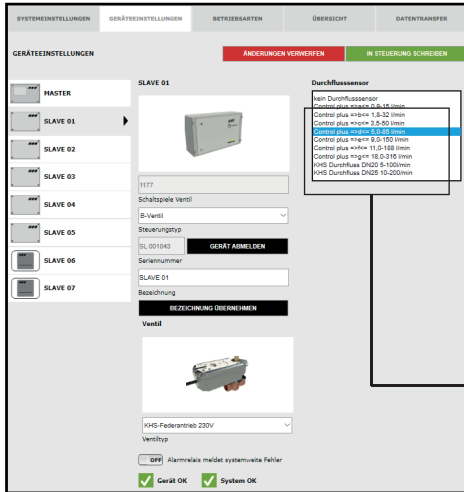 SYSTEMEINSTELLUNGEN GERÄTEEINSTELLUNGEN BETRIEBSARTEN ÜBERSICHT DATENTRANSFER
GERÄTEEINSTELLUNGEN ÄNDERUNGEN VERWERFEN IN STEUERUNG SCHREIBEN
MASTER
SLAVE 01
SLAVE 02
SLAVE 03
SLAVE 04
SLAVE 05
SLAVE 06
SLAVE 07
SLAVE 01
1177
Schaltspiele Ventil
B-Ventil
Steuerungstyp
SL 001043 GERÄT ABMELDEN
Seriennummer
SLAVE 01
Bezeichnung
BEZEICHNUNG ÜBERNEHMEN
Ventil
KHS-Federantrieb 230V
Ventiltyp
OFF Alarmrelais meldet systemweite Fehler
Gerät OK System OK
Durchflusssensor
kein Durchflusssensor
Control plus =>a<= 0,9-15 l/min
Control plus =>b<= 1,8-32 l/min
Control plus =>c<= 3,5-50 l/min
Control plus =>d<= 5,0-85 l/min
Control plus =>e<= 9,0-150 l/min
Control plus =>f<= 11,0-188 l/min
Control plus =>g<= 18,0-316 l/min
KHS Durchfluss DN20 5-100l/min
KHS Durchfluss DN25 10-200/min